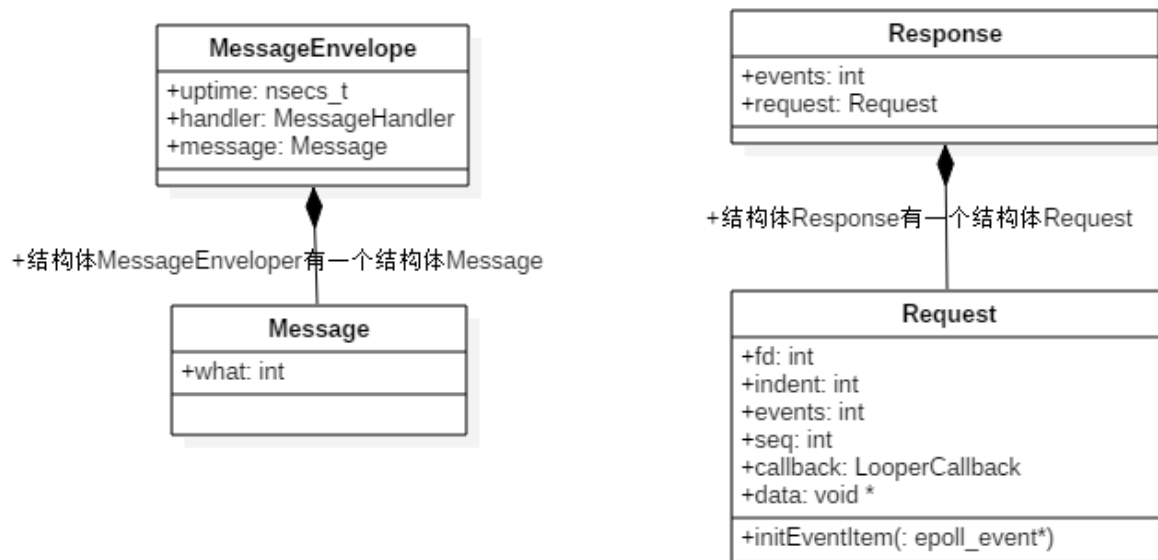 MessageEnvelope
+uptime: nsecs_t
+handler: MessageHandler
+message: Message
+结构体MessageEnveloper有一个结构体Message
Message
+what: int
Response
+events: int
+request: Request
+结构体Response有一个结构体Request
Request
+fd: int
+indent: int
+events: int
+seq: int
+callback: LooperCallback
+data: void *
+initEventItem(: epoll_event*)